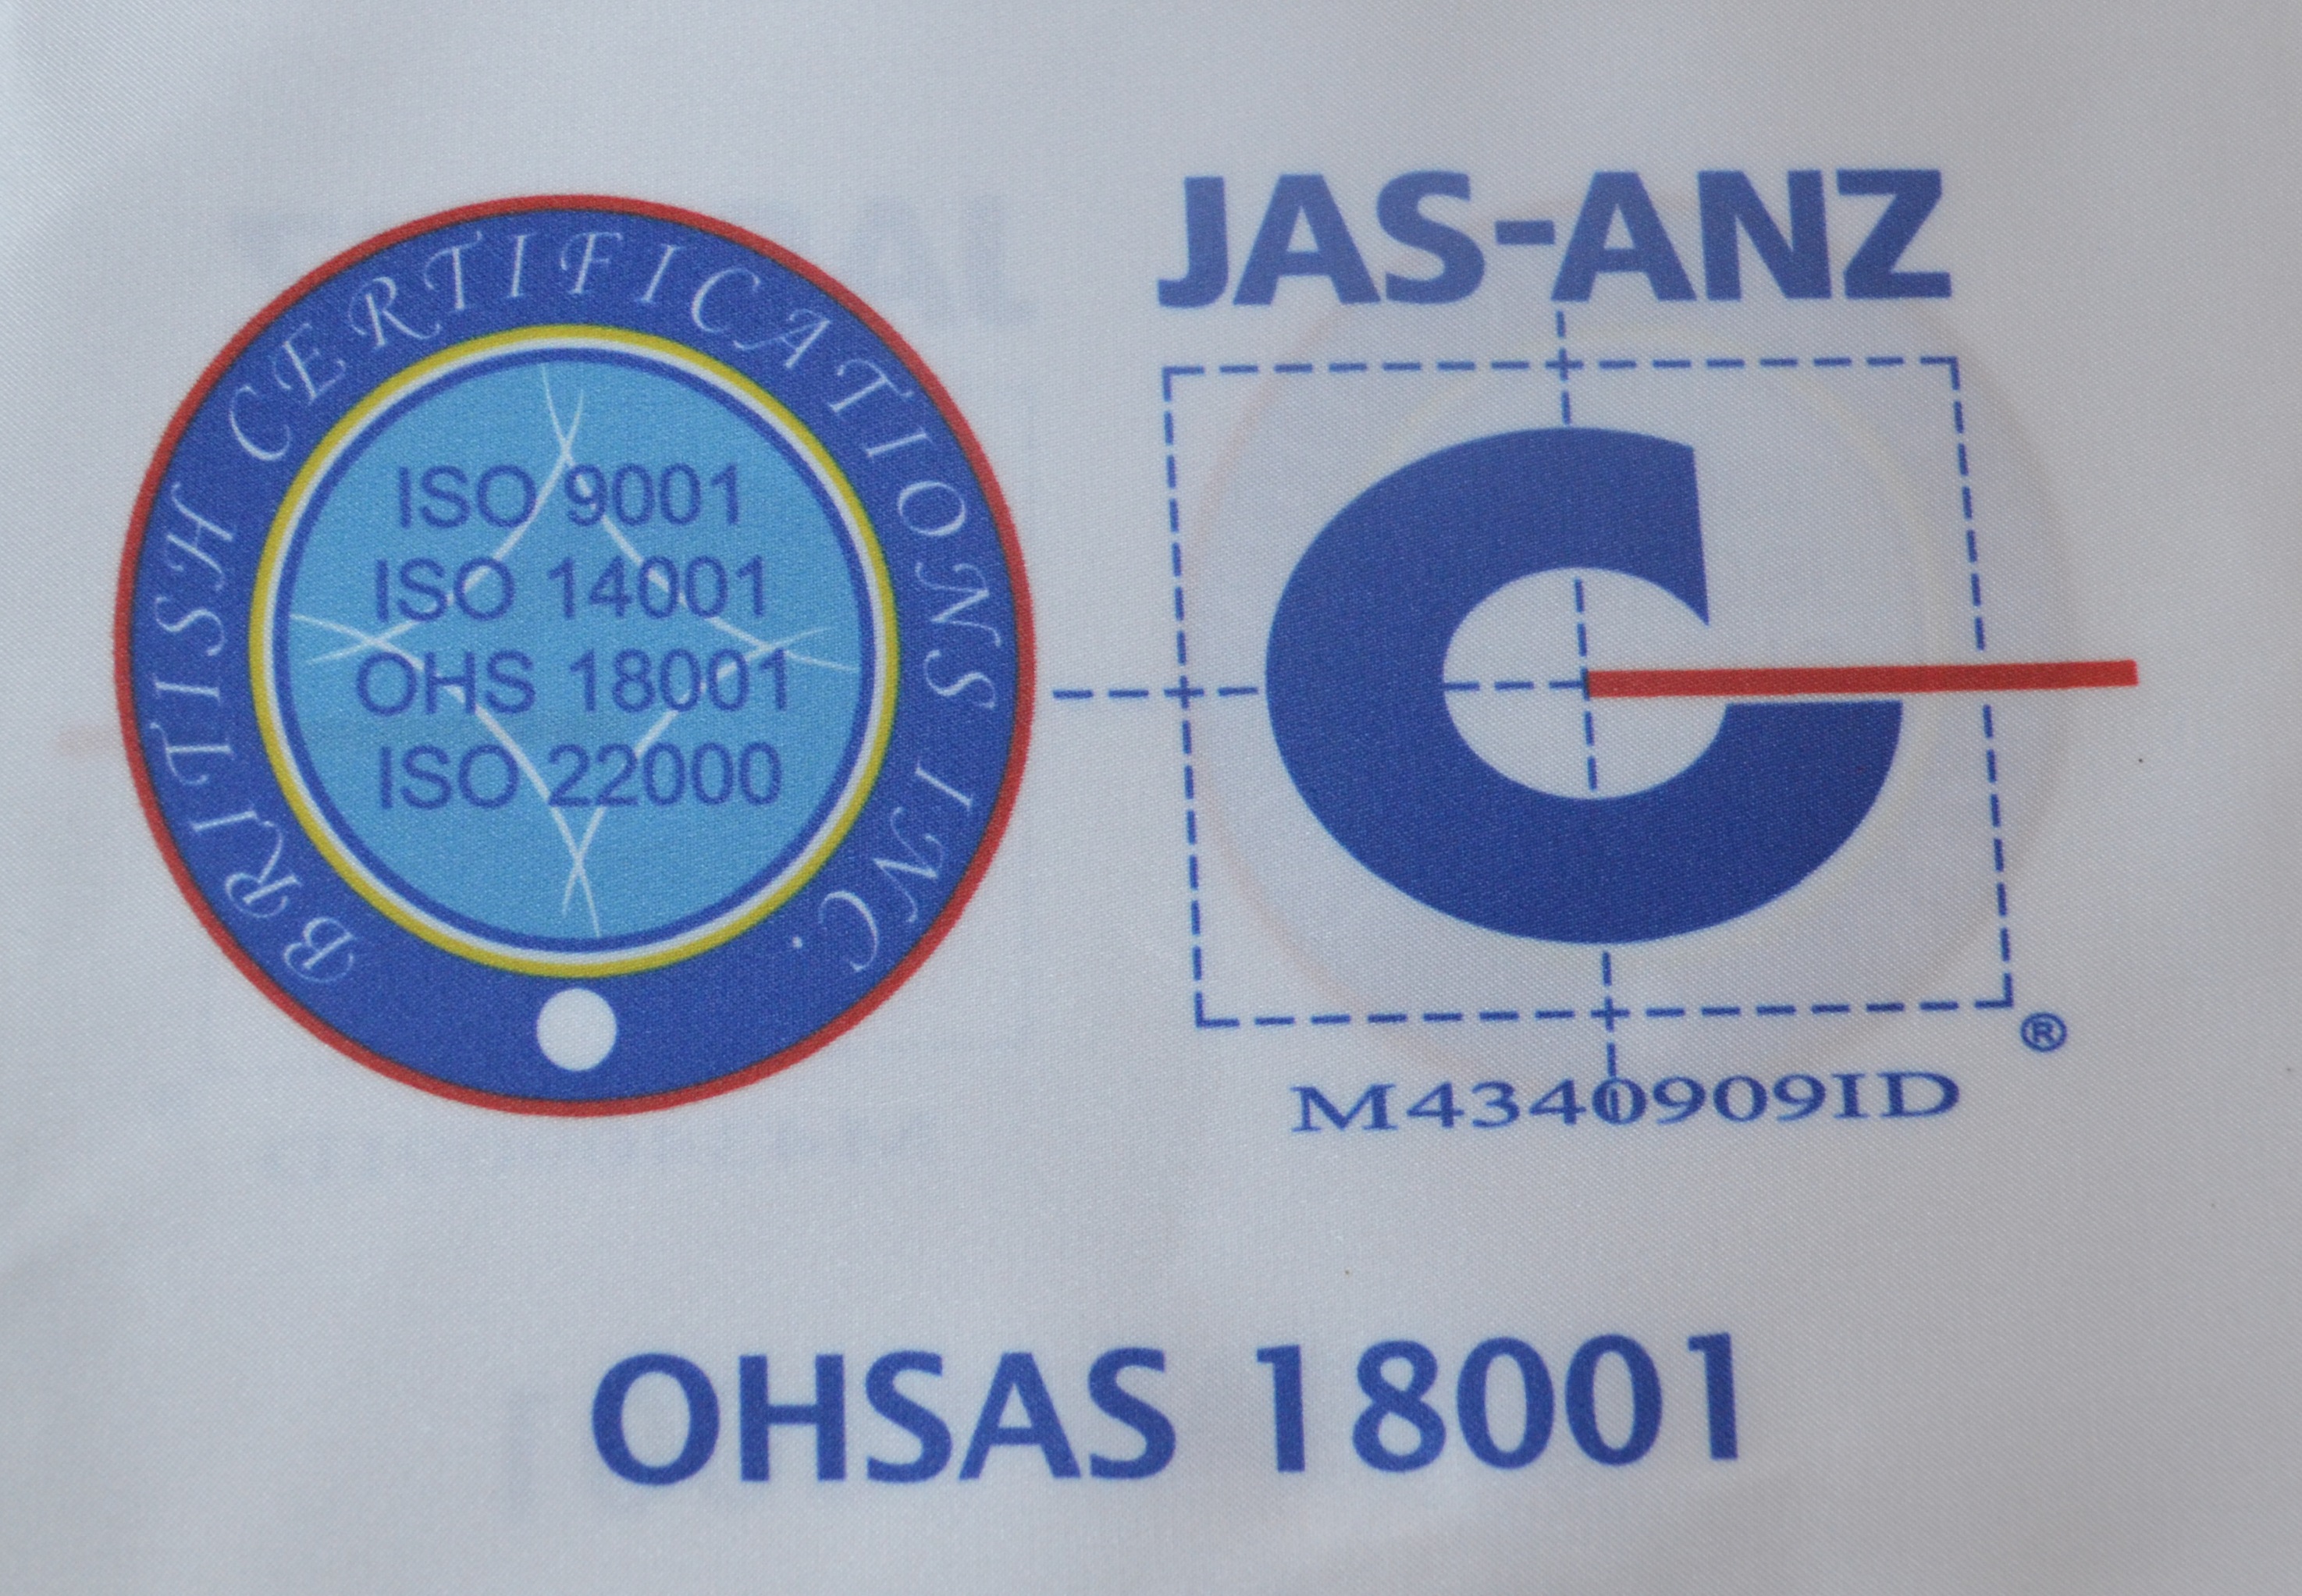 BRITISH CERTIFICATIONS INC.
ISO 9001
ISO 14001
OHS 18001
ISO 22000
JAS-ANZ
®
M4340909ID
OHSAS 18001